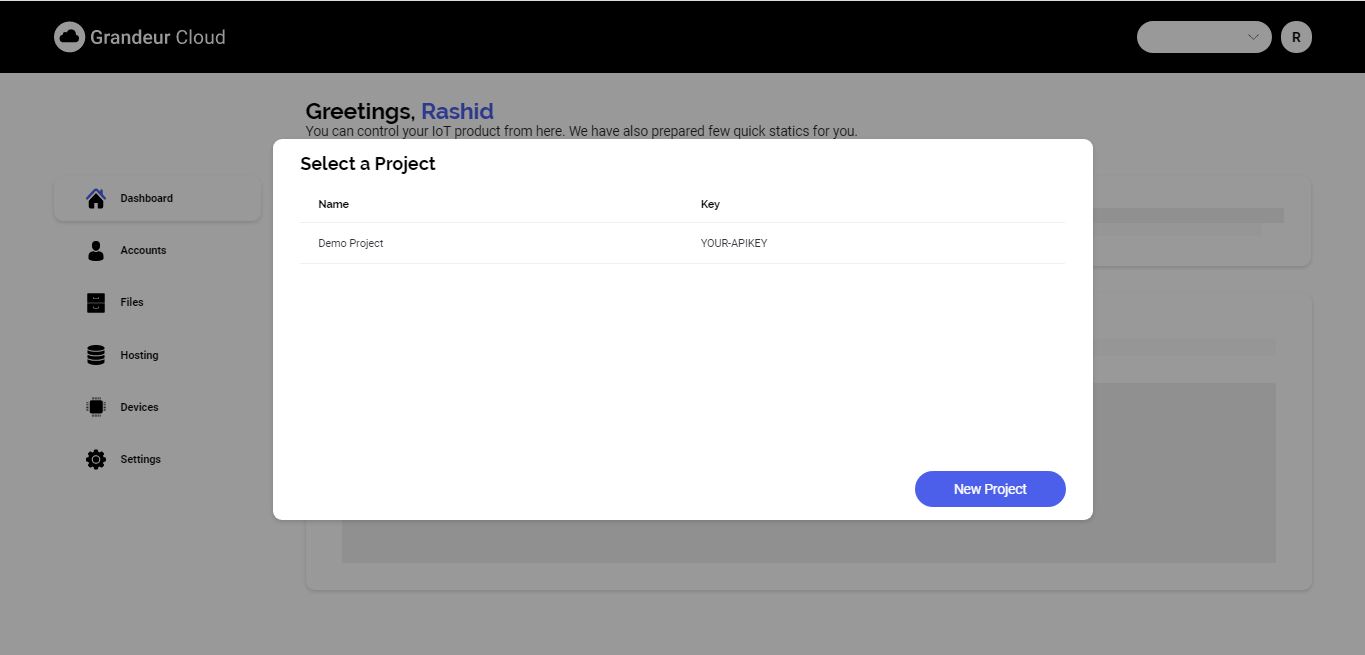 Grandeur Cloud
R
Greetings, Rashid
You can control your IoT product from here. We have also prepared few quick statics for you.
Select a Project
Name Key
Demo Project YOUR-APIKEY
New Project
Dashboard
Accounts
Files
Hosting
Devices
Settings